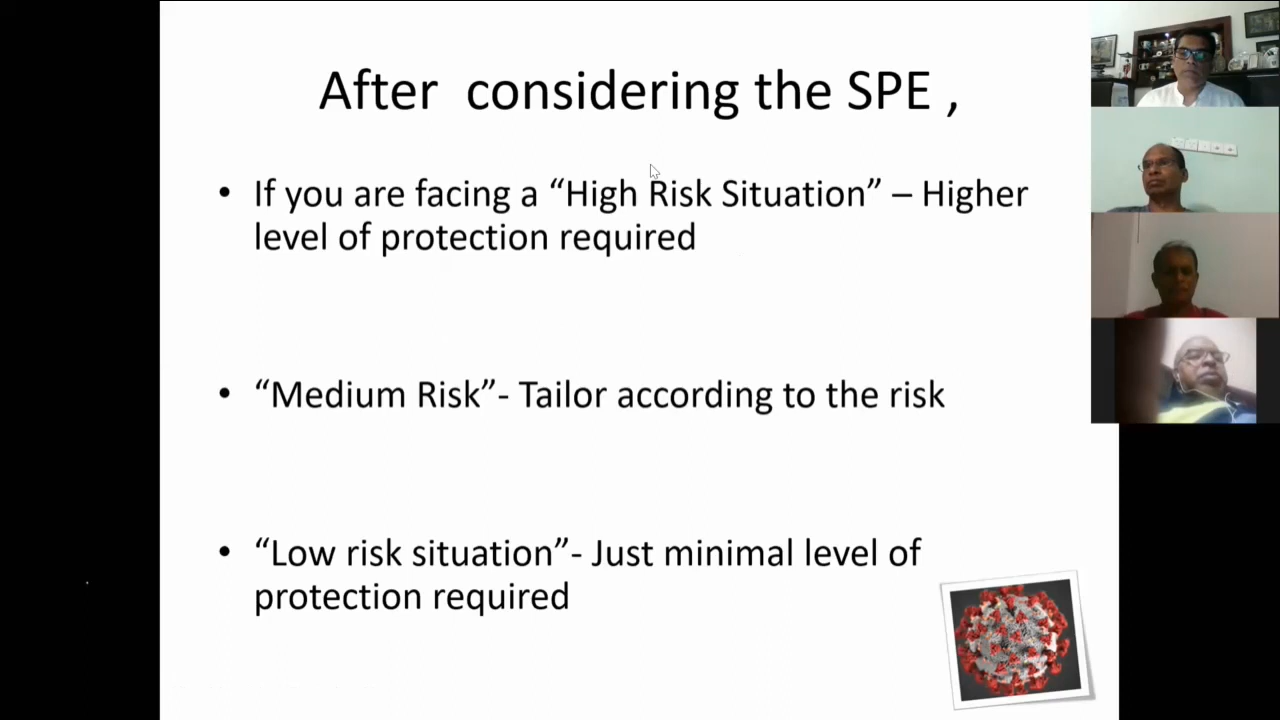 After considering the SPE ,
• If you are facing a “High Risk Situation” – Higher
level of protection required
• “Medium Risk”- Tailor according to the risk
• “Low risk situation”- Just minimal level of
protection required